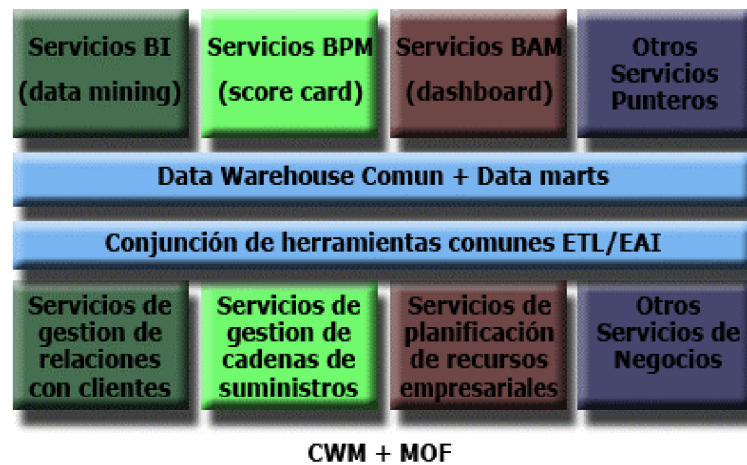 Servicios BI
(data mining)
Servicios BPM
(score card)
Servicios BAM
(dashboard)
Otros
Servicios
Punteros
Data Warehouse Comun + Data marts
Conjunción de herramientas comunes ETL/EAI
Servicios de
gestion de
relaciones
con clientes
Servicios de
gestion de
cadenas de
suministros
Servicios de
planificación
de recursos
empresariales
Otros
Servicios de
Negocios
CWM + MOF